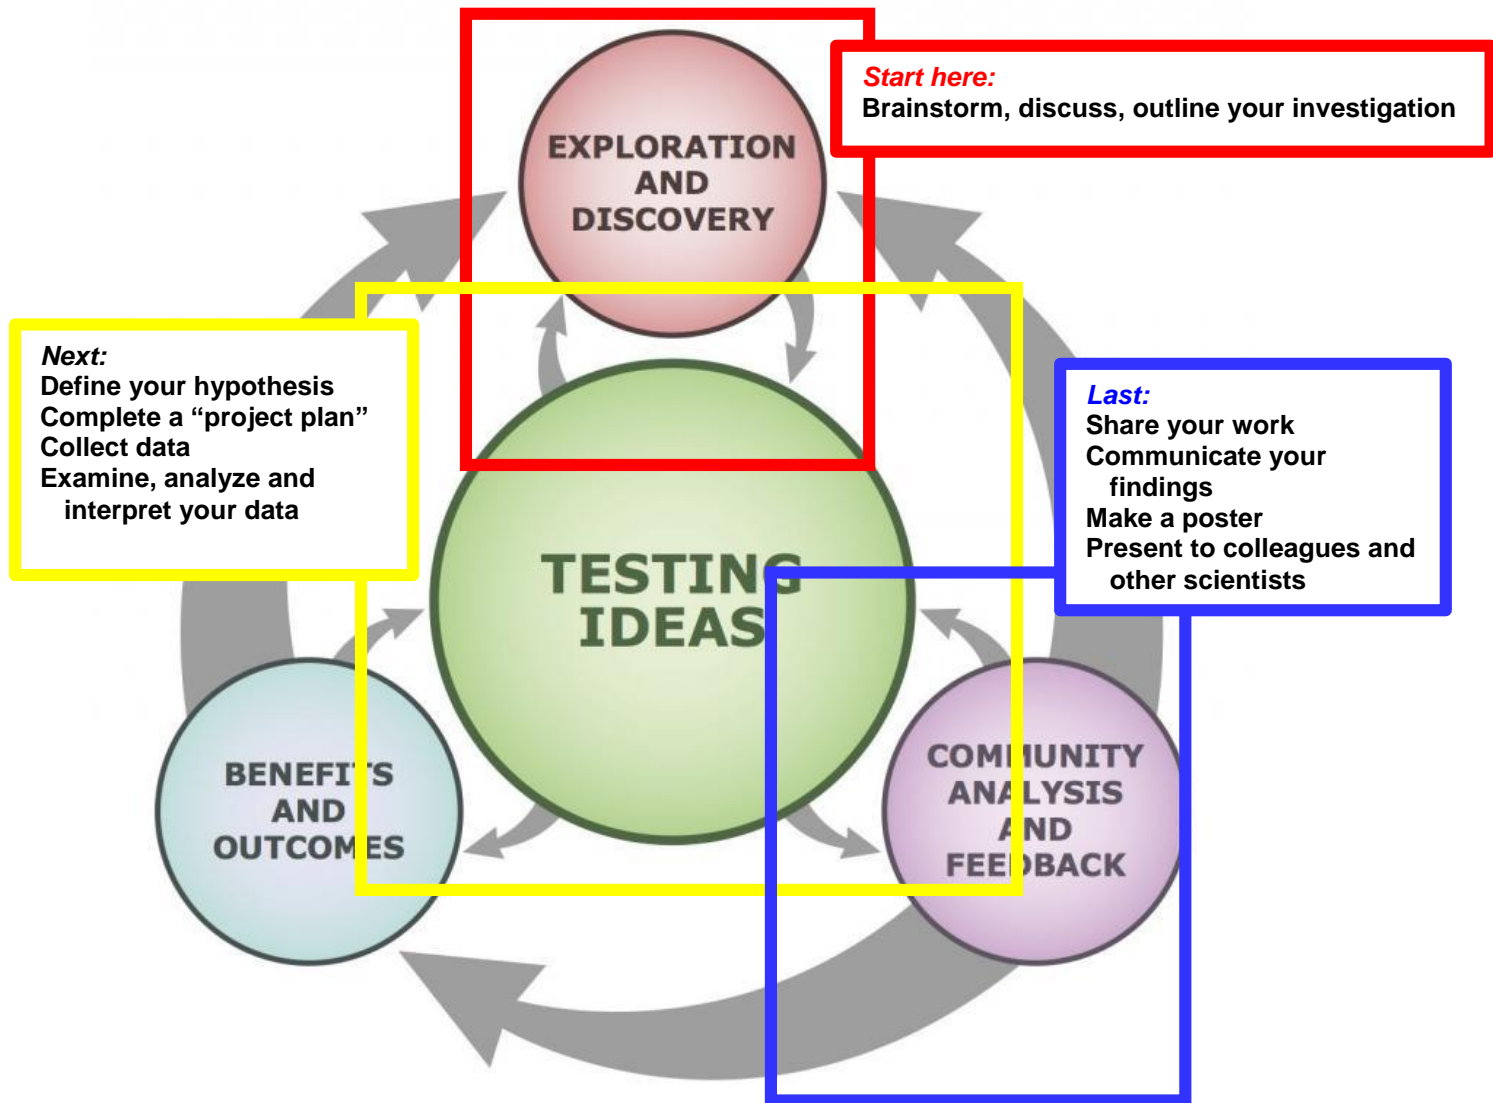 EXPLORATION
AND
DISCOVERY
Start here:
Brainstorm, discuss, outline your investigation
Next:
Define your hypothesis
Complete a “project plan”
Collect data
Examine, analyze and
interpret your data
TESTING
IDEAS
Last:
Share your work
Communicate your
findings
Make a poster
Present to colleagues and
other scientists
BENEFITS
AND
OUTCOMES
COMMUNITY
ANALYSIS
AND
FEEDBACK